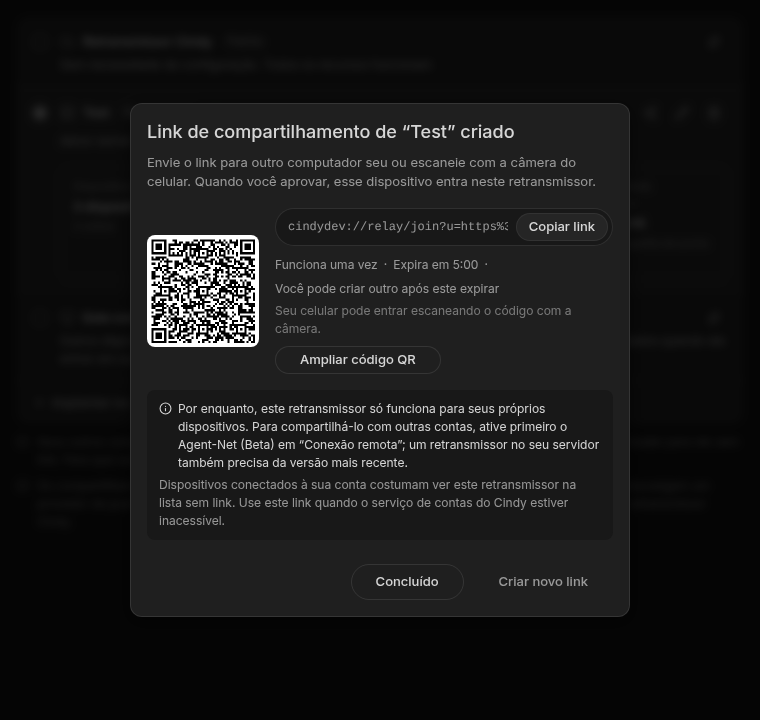 Link de compartilhamento de “Test” criado
Envie o link para outro computador seu ou escaneie com a câmera do
celular. Quando você aprovar, esse dispositivo entra neste retransmissor.
cindydev://relay/join?u=https%3
Copiar link
Funciona uma vez · Expira em 5:00 ·
Você pode criar outro após este expirar
Seu celular pode entrar escaneando o código com a
câmera.
Ampliar código QR
Por enquanto, este retransmissor só funciona para seus próprios
dispositivos. Para compartilhá-lo com outras contas, ative primeiro o
Agent-Net (Beta) em “Conexão remota”; um retransmissor no seu servidor
também precisa da versão mais recente.
Dispositivos conectados à sua conta costumam ver este retransmissor na
lista sem link. Use este link quando o serviço de contas do Cindy estiver
inacessível.
Concluído
Criar novo link